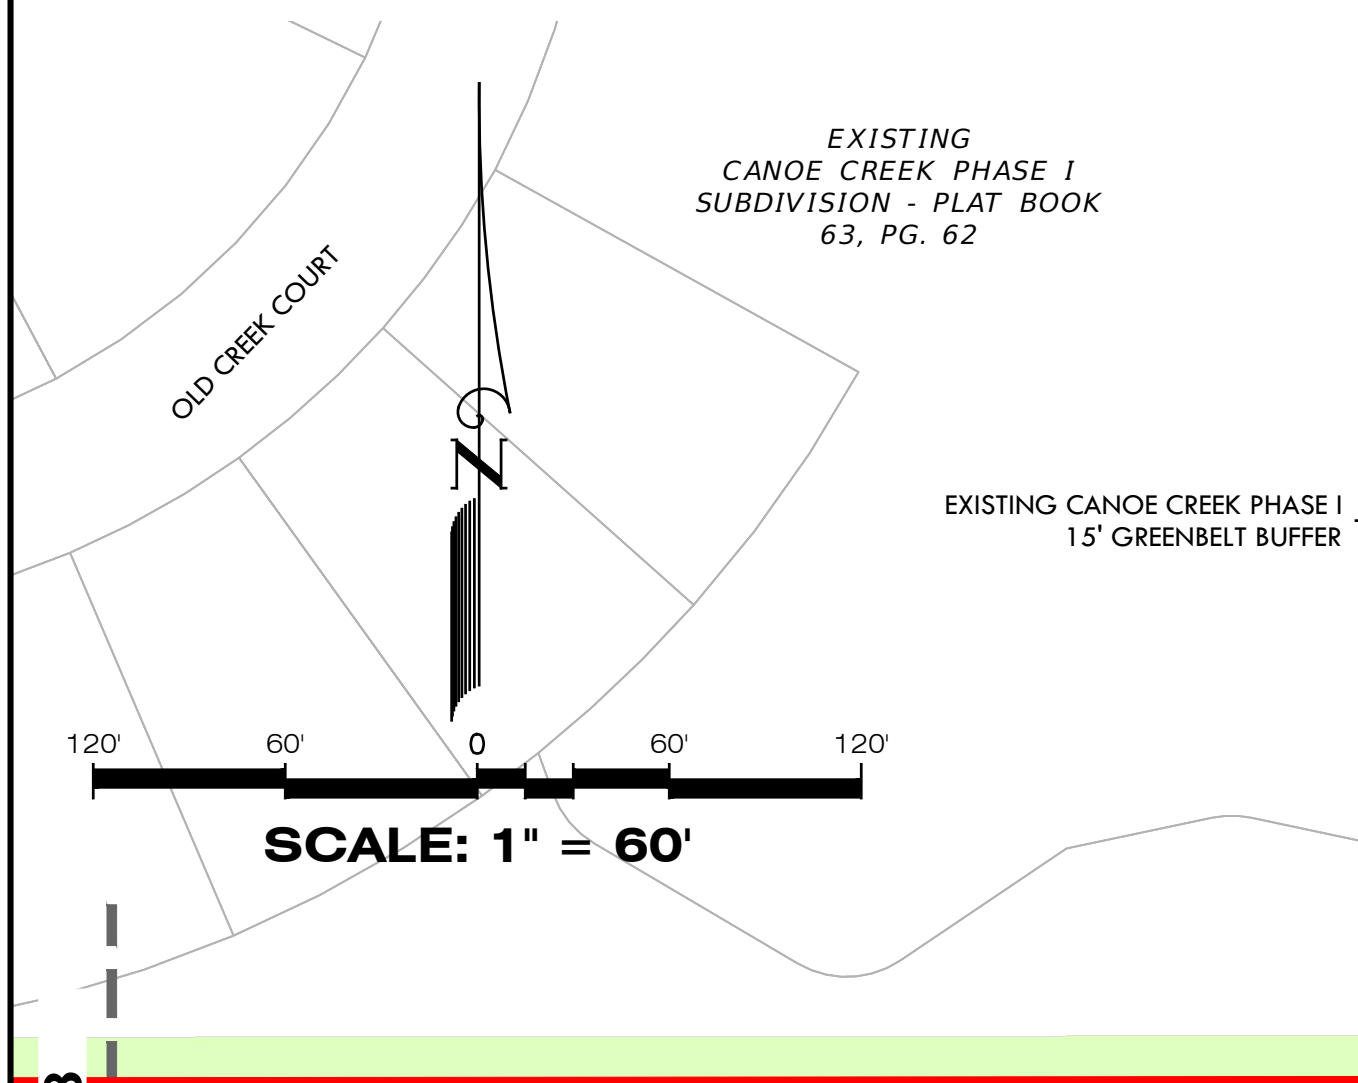 EXISTING
CANOE CREEK PHASE I
SUBDIVISION - PLAT BOOK
63, PG. 62
OLD CREEK COURT
N
EXISTING CANOE CREEK PHASE I
15' GREENBELT BUFFER
120' 60' 0 60' 120'
SCALE: 1" = 60'